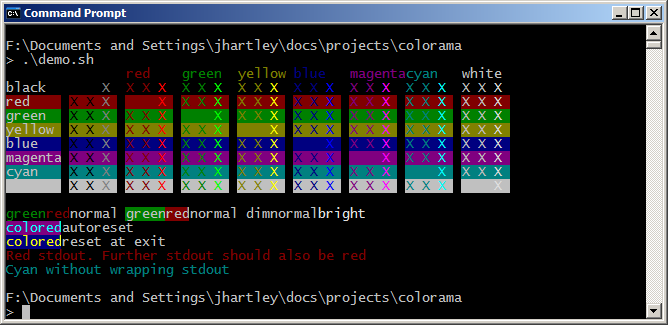 Command Prompt
F:\Documents and Settings\jhartley\docs\projects\colorama
> .\demo.sh
red green yellow blue magentacyan white
black X X X X X X X X X X X X X X X X X X X X X X
red X X X X X X X X X X X X X X X X X X X X X X
green X X X X X X X X X X X X X X X X X X X X X X
yellow X X X X X X X X X X X X X X X X X X X X X X
blue X X X X X X X X X X X X X X X X X X X X X X
magenta X X X X X X X X X X X X X X X X X X X X X X
cyan X X X X X X X X X X X X X X X X X X X X X X
X X X X X X X X X X X X X X X X X X X X X X
greenrednormal greenrednormal dimnormalbright
coloredautoreset
coloredreset at exit
Red stdout. Further stdout should also be red
Cyan without wrapping stdout
F:\Documents and Settings\jhartley\docs\projects\colorama
>